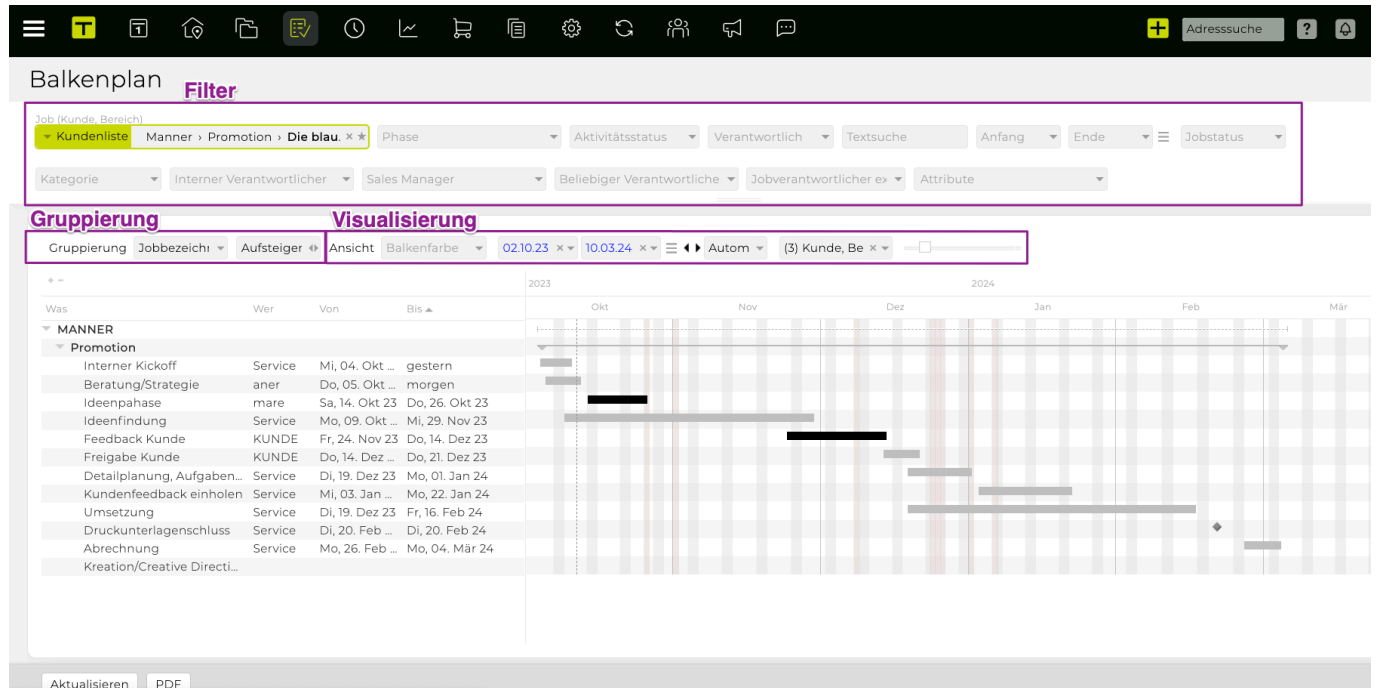 T 1
+ Adresssuche ?
Balkenplan
Filter
Job (Kunde, Bereich)
Kundenliste Manner › Promotion › Die blau. × ★ Phase Aktivitätsstatus Verantwortlich Textsuche Anfang Ende Jobstatus
Kategorie Interner Verantwortlicher Sales Manager Beliebiger Verantwortliche Jobverantwortlicher ex Attribute
Gruppierung Visualisierung
Gruppierung Jobbezeichi Aufsteiger Ansicht Balkenfarbe 02.10.23 × 10.03.24 × Autom (3) Kunde, Be ×
+ − 2023 2024
Was Wer Von Bis Okt Nov Dez Jan Feb Mär
MANNER
Promotion
Interner Kickoff Service Mi, 04. Okt ... gestern
Beratung/Strategie aner Do, 05. Okt ... morgen
Ideenpahase mare Sa, 14. Okt 23 Do, 26. Okt 23
Ideenfindung Service Mo, 09. Okt ... Mi, 29. Nov 23
Feedback Kunde KUNDE Fr, 24. Nov 23 Do, 14. Dez 23
Freigabe Kunde KUNDE Do, 14. Dez ... Do, 21. Dez 23
Detailplanung, Aufgaben... Service Di, 19. Dez 23 Mo, 01. Jan 24
Kundenfeedback einholen Service Mi, 03. Jan ... Mo, 22. Jan 24
Umsetzung Service Di, 19. Dez 23 Fr, 16. Feb 24
Druckunterlagenschluss Service Di, 20. Feb ... Di, 20. Feb 24
Abrechnung Service Mo, 26. Feb ... Mo, 04. Mär 24
Kreation/Creative Directi...
Aktualisieren PDF